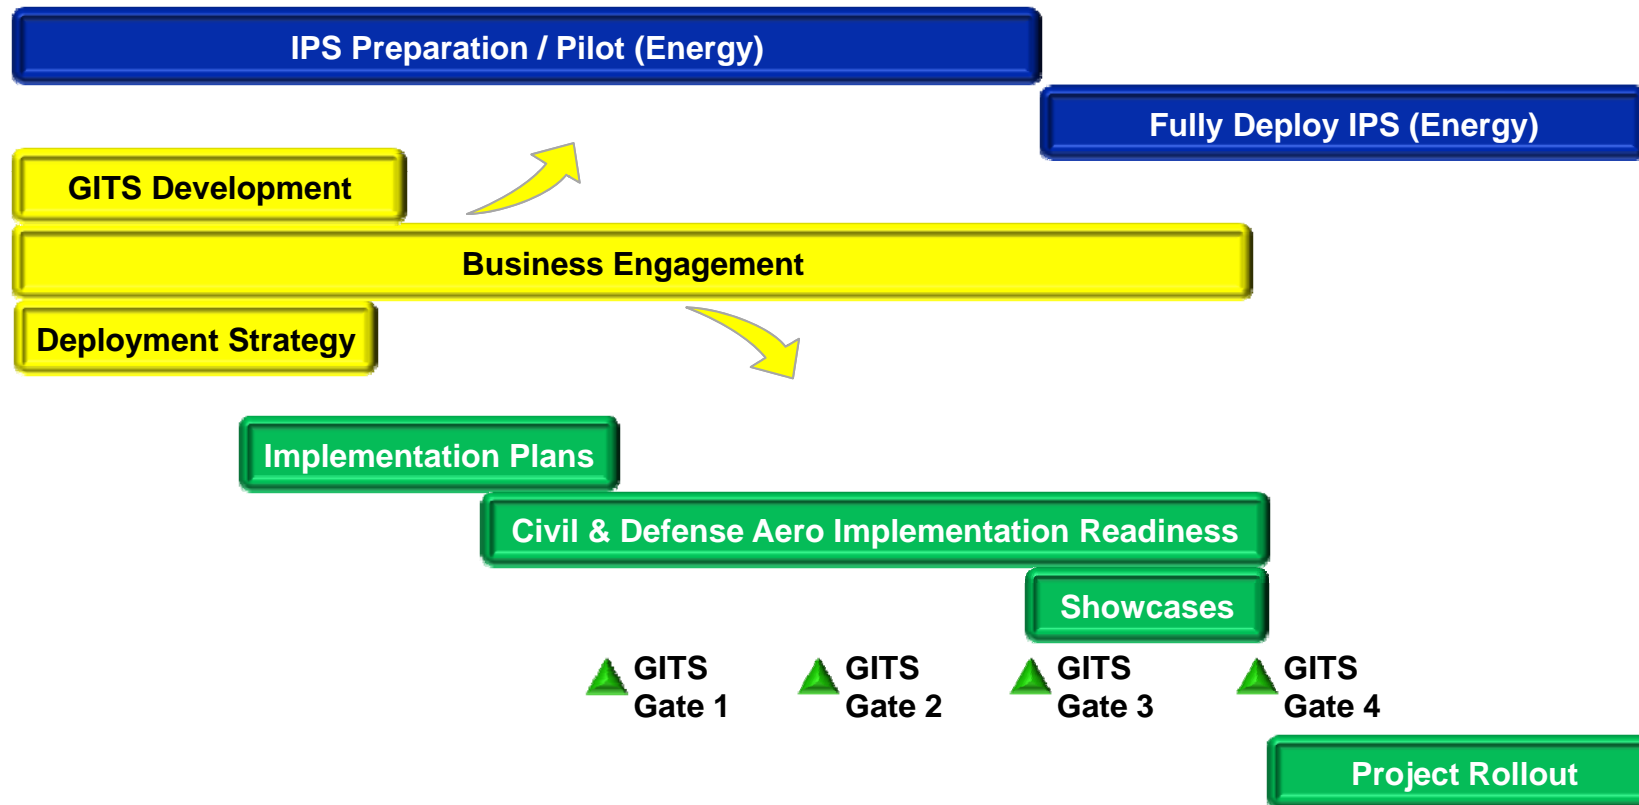 IPS Preparation / Pilot (Energy)
Fully Deploy IPS (Energy)
GITS Development
Business Engagement
Deployment Strategy
Implementation Plans
Civil & Defense Aero Implementation Readiness
Showcases
GITS
Gate 1
GITS
Gate 2
GITS
Gate 3
GITS
Gate 4
Project Rollout